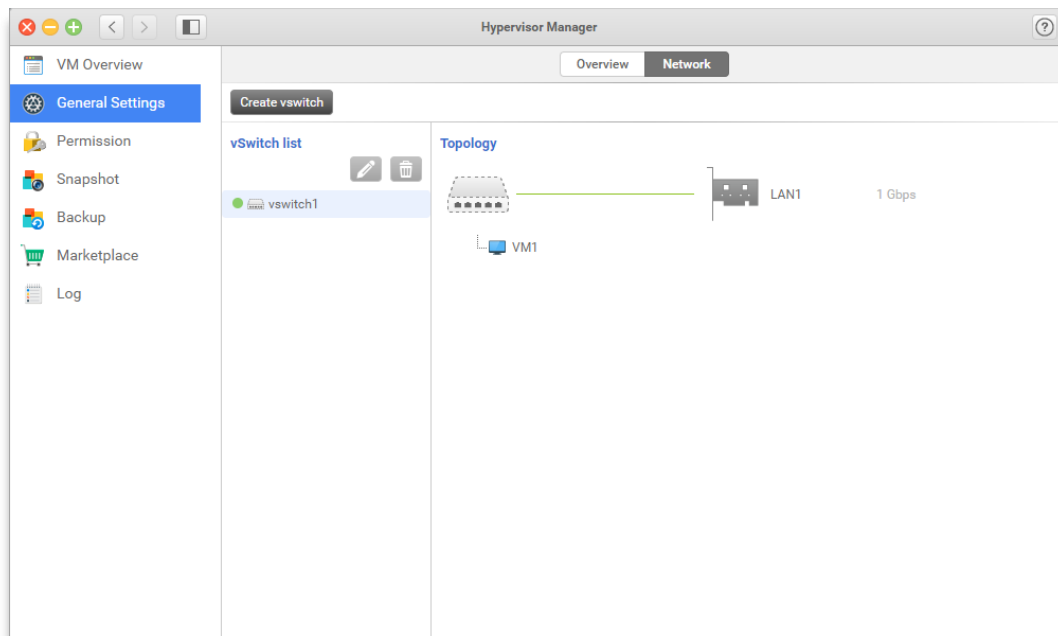 Hypervisor Manager
?
VM Overview
General Settings
Permission
Snapshot
Backup
Marketplace
Log
Overview
Network
Create vswitch
vSwitch list
vswitch1
Topology
LAN1
1 Gbps
VM1